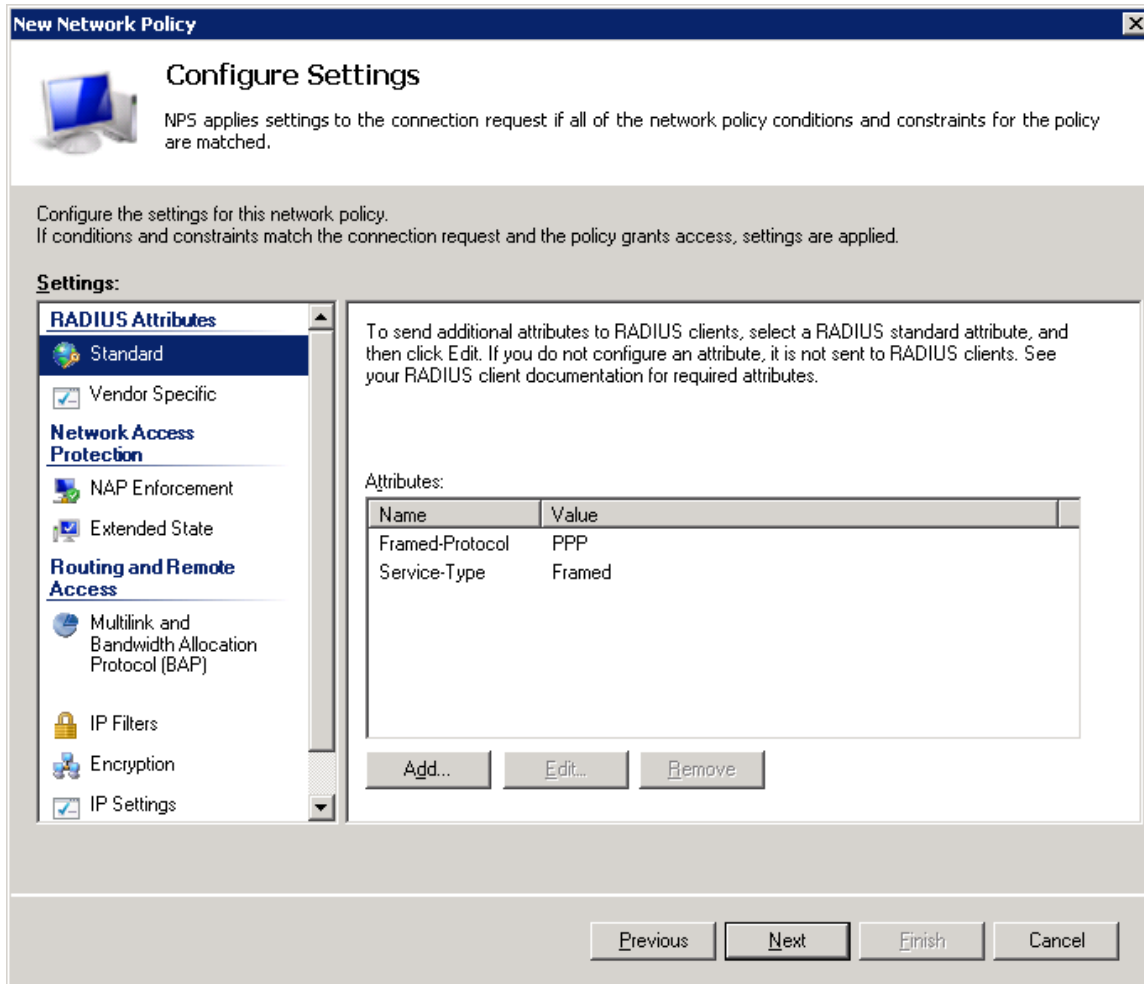 New Network Policy
Configure Settings
NPS applies settings to the connection request if all of the network policy conditions and constraints for the policy
are matched.
Configure the settings for this network policy.
If conditions and constraints match the connection request and the policy grants access, settings are applied.
Settings:
RADIUS Attributes
Standard
Vendor Specific
Network Access
Protection
NAP Enforcement
Extended State
Routing and Remote
Access
Multilink and
Bandwidth Allocation
Protocol (BAP)
IP Filters
Encryption
IP Settings
To send additional attributes to RADIUS clients, select a RADIUS standard attribute, and
then click Edit. If you do not configure an attribute, it is not sent to RADIUS clients. See
your RADIUS client documentation for required attributes.
Attributes:
Name Value
Framed-Protocol PPP
Service-Type Framed
Add... Edit... Remove
Previous Next Finish Cancel